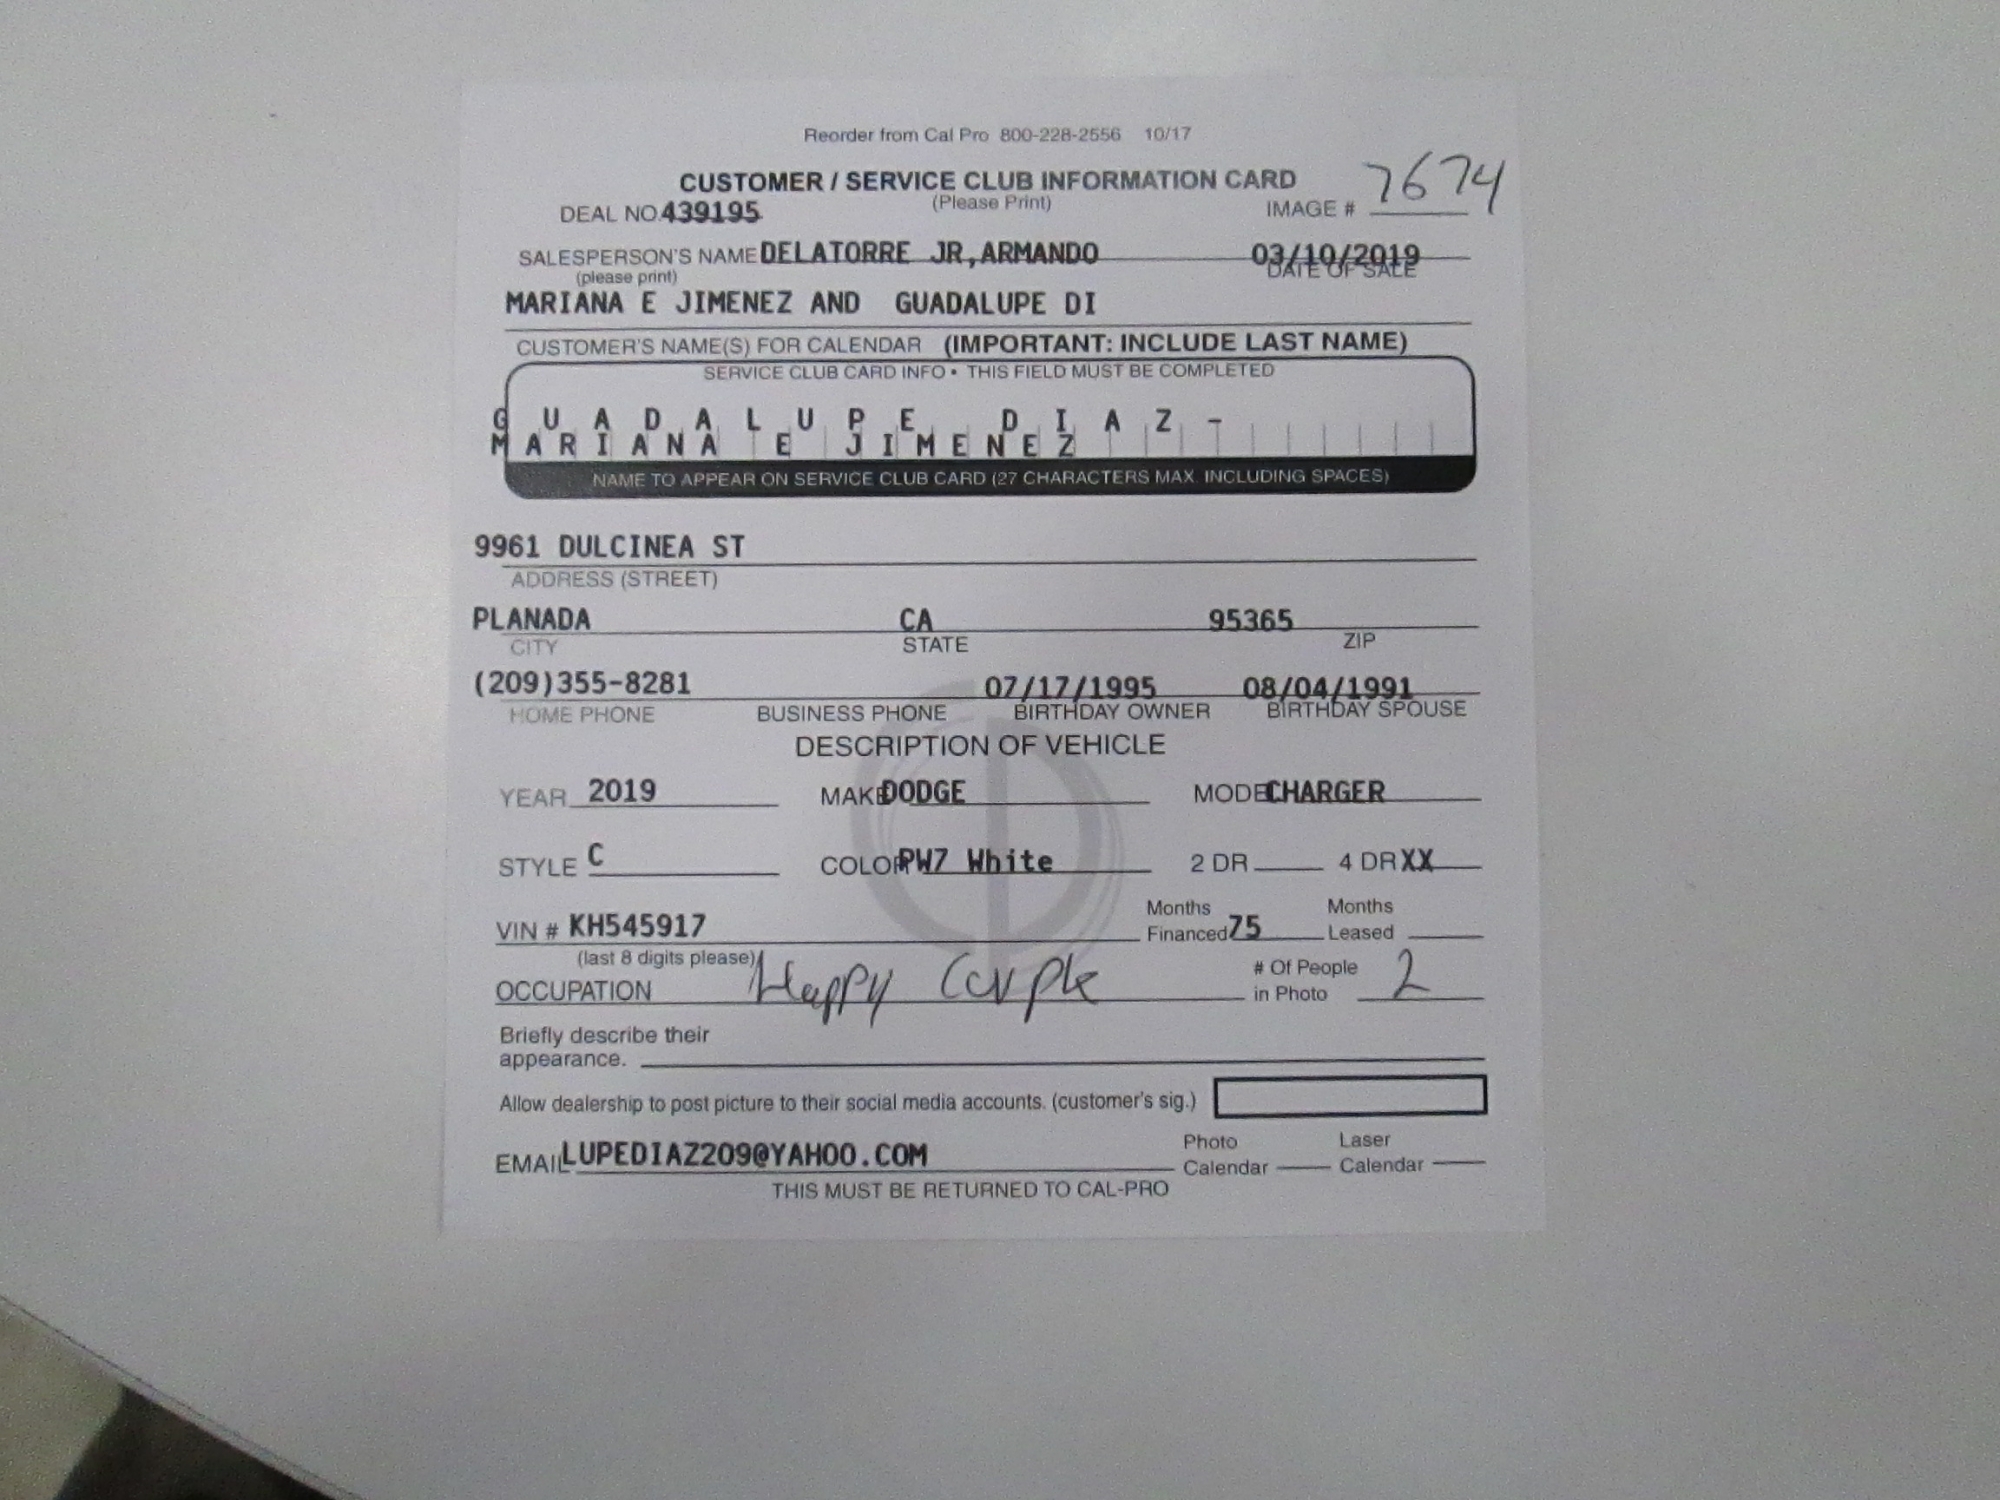 Reorder from Cal Pro 800-228-2556 10/17
CUSTOMER / SERVICE CLUB INFORMATION CARD
(Please Print)
DEAL NO. 439195
IMAGE # 7674
SALESPERSON'S NAME DELATORRE JR,ARMANDO 03/10/2019
(please print) DATE OF SALE
MARIANA E JIMENEZ AND GUADALUPE DI
CUSTOMER'S NAME(S) FOR CALENDAR (IMPORTANT: INCLUDE LAST NAME)
SERVICE CLUB CARD INFO • THIS FIELD MUST BE COMPLETED
GUADALUPE DIAZ-
MARIANA E JIMENEZ
NAME TO APPEAR ON SERVICE CLUB CARD (27 CHARACTERS MAX. INCLUDING SPACES)
9961 DULCINEA ST
ADDRESS (STREET)
PLANADA CA 95365
CITY STATE ZIP
(209)355-8281 07/17/1995 08/04/1991
HOME PHONE BUSINESS PHONE BIRTHDAY OWNER BIRTHDAY SPOUSE
DESCRIPTION OF VEHICLE
YEAR 2019 MAKE DODGE MODEL CHARGER
STYLE C COLOR PW7 White 2 DR 4 DR XX
VIN # KH545917 Months Financed 75 Months Leased
(last 8 digits please)
OCCUPATION Happy Couple # Of People in Photo 2
Briefly describe their
appearance.
Allow dealership to post picture to their social media accounts. (customer's sig.)
EMAIL LUPEDIAZ209@YAHOO.COM Photo Calendar Laser Calendar
THIS MUST BE RETURNED TO CAL-PRO